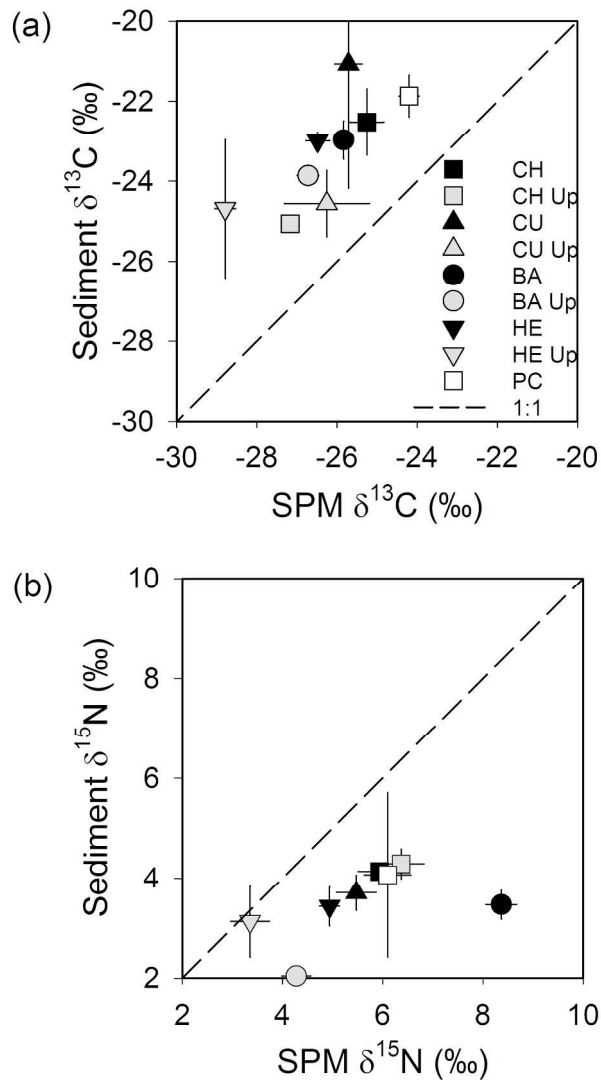 (a)
-20
-22
-24
-26
-28
-30
Sediment δ¹³C (‰)
CH
CH Up
CU
CU Up
BA
BA Up
HE
HE Up
PC
1:1
-30 -28 -26 -24 -22 -20
SPM δ¹³C (‰)
(b)
10
8
6
4
2
Sediment δ¹⁵N (‰)
2 4 6 8 10
SPM δ¹⁵N (‰)